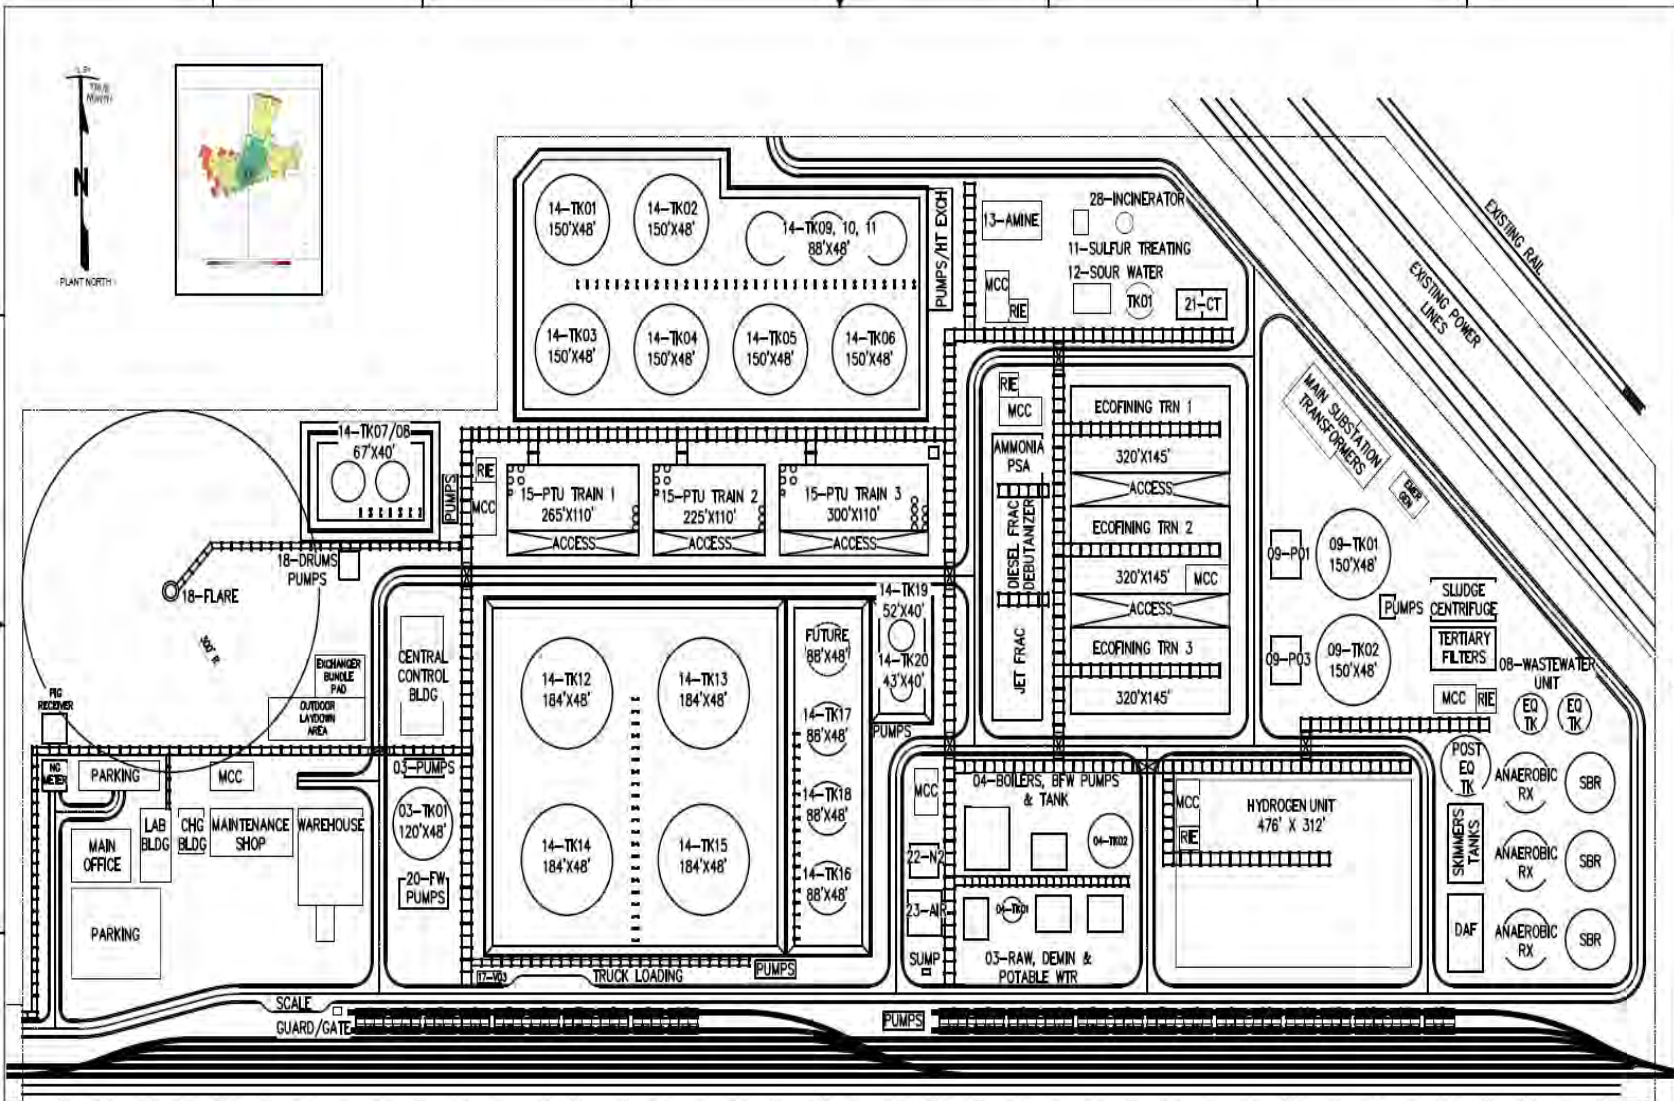 TRUE
NORTH
N
PLANT NORTH
14-TK01
150'X48'
14-TK02
150'X48'
14-TK09, 10, 11
88'X48'
14-TK03
150'X48'
14-TK04
150'X48'
14-TK05
150'X48'
14-TK06
150'X48'
PUMPS/HT EXCH
13-AMINE
28-INCINERATOR
11-SULFUR TREATING
12-SOUR WATER
MCC
RIE
TK01
21-CT
EXISTING RAIL
EXISTING POWER
LINES
MAIN SUBSTATION
TRANSFORMERS
EMER
GEN
14-TK07/08
67'X40'
PUMPS
RIE
MCC
15-PTU TRAIN 1
265'X110'
ACCESS
15-PTU TRAIN 2
225'X110'
ACCESS
15-PTU TRAIN 3
300'X110'
ACCESS
RIE
MCC
AMMONIA
PSA
DIESEL FRAC
DEBUTANIZER
JET FRAC
ECOFINING TRN 1
320'X145'
ACCESS
ECOFINING TRN 2
320'X145'
MCC
ACCESS
ECOFINING TRN 3
320'X145'
09-P01
09-TK01
150'X48'
PUMPS
09-P03
09-TK02
150'X48'
SLUDGE
CENTRIFUGE
TERTIARY
FILTERS
08-WASTEWATER
UNIT
MCC
RIE
EQ
TK
EQ
TK
POST
EQ
TK
ANAEROBIC
RX
SBR
SKIMMERS
TANKS
ANAEROBIC
RX
SBR
DAF
ANAEROBIC
RX
SBR
18-DRUMS
PUMPS
18-FLARE
300' R
EXCHANGER
BUNDLE
PAD
OUTDOOR
LAYDOWN
AREA
CENTRAL
CONTROL
BLDG
PIG
RECEIVER
NG
METER
PARKING
MCC
MAIN
OFFICE
LAB
BLDG
CHG
BLDG
MAINTENANCE
SHOP
WAREHOUSE
PARKING
03-PUMPS
03-TK01
120'X48'
20-FW
PUMPS
14-TK12
184'X48'
14-TK13
184'X48'
14-TK14
184'X48'
14-TK15
184'X48'
FUTURE
88'X48'
14-TK17
88'X48'
14-TK18
88'X48'
14-TK16
88'X48'
14-TK19
52'X40'
14-TK20
43'X40'
PUMPS
MCC
22-N2
23-AIR
SUMP
04-BOILERS, BFW PUMPS
& TANK
04-TK02
04-TK01
03-RAW, DEMIN &
POTABLE WTR
MCC
RIE
HYDROGEN UNIT
476' X 312'
17-V03
TRUCK LOADING
PUMPS
SCALE
GUARD/GATE
PUMPS